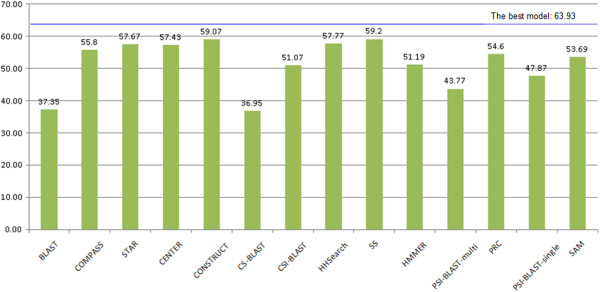 70.00
The best model: 63.93
60.00
50.00
40.00
30.00
20.00
10.00
0.00
37.35
55.8
57.67
57.43
59.07
36.95
51.07
57.77
59.2
51.19
43.77
54.6
47.87
53.69
BLAST
COMPASS
STAR
CENTER
CONSTRUCT
CS-BLAST
CSI-BLAST
HHSearch
SS
HMMER
PSI-BLAST-multi
PRC
PSI-BLAST-single
SAM